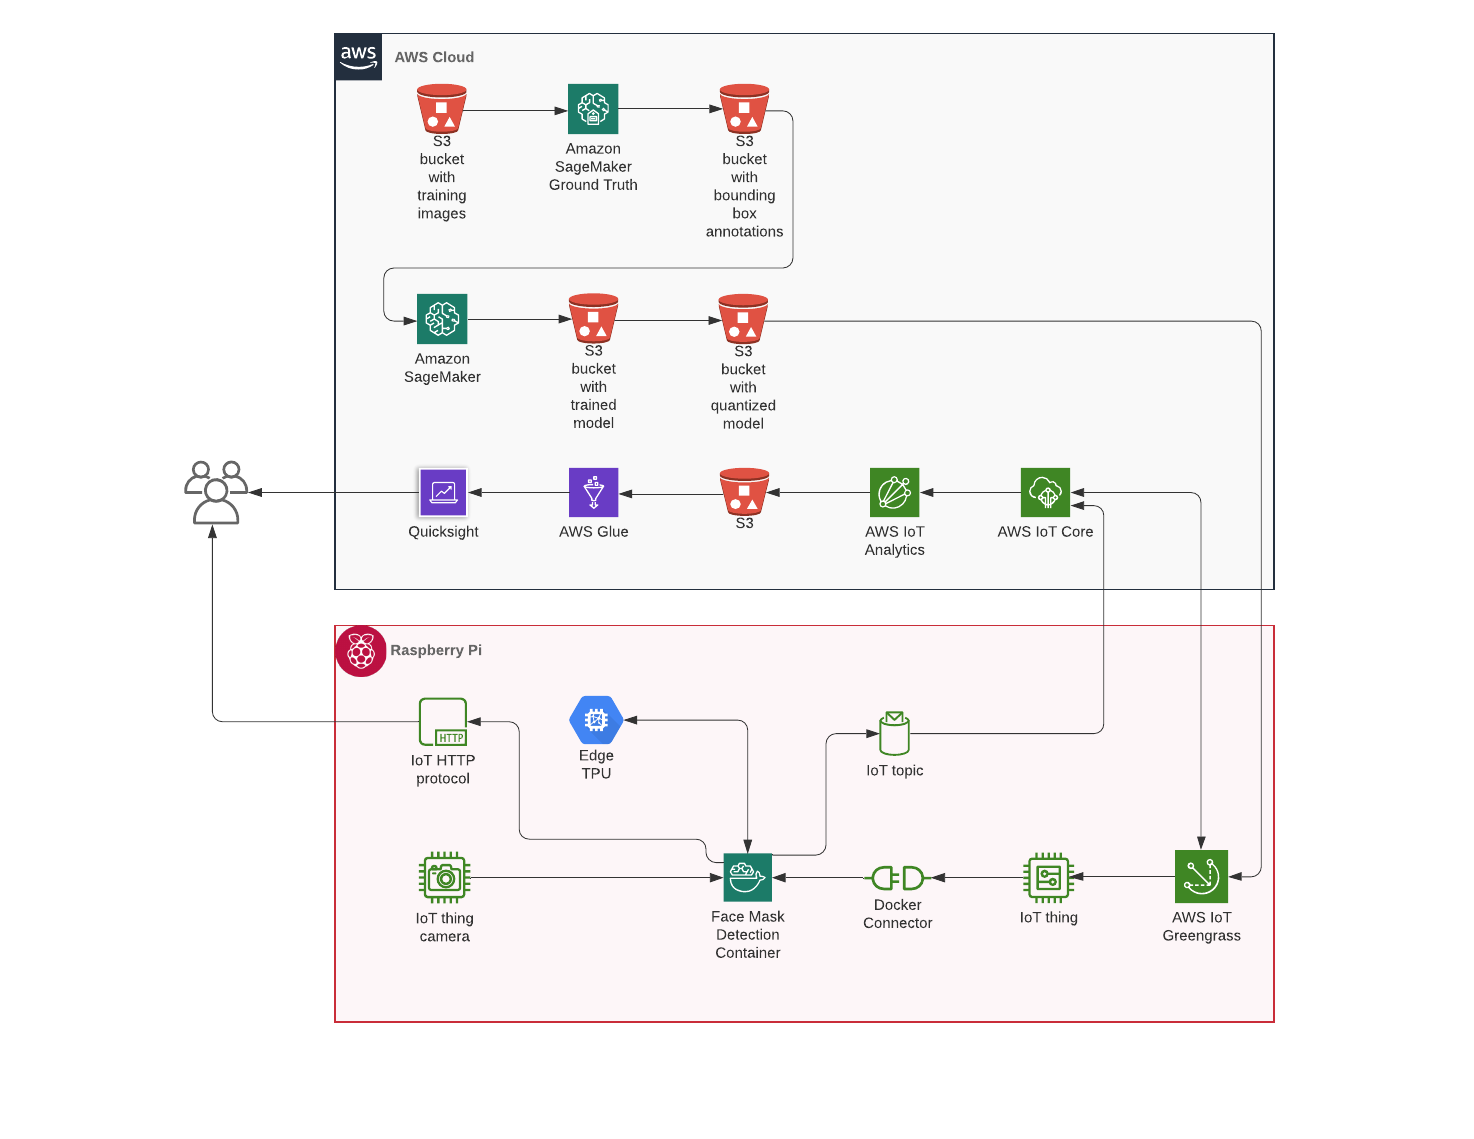 aws
AWS Cloud
S3
bucket
with
training
images
Amazon
SageMaker
Ground Truth
S3
bucket
with
bounding
box
annotations
Amazon
SageMaker
S3
bucket
with
trained
model
S3
bucket
with
quantized
model
Quicksight
AWS Glue
S3
AWS IoT
Analytics
AWS IoT Core
Raspberry Pi
HTTP
IoT HTTP
protocol
Edge
TPU
IoT topic
IoT thing
camera
Face Mask
Detection
Container
Docker
Connector
IoT thing
AWS IoT
Greengrass